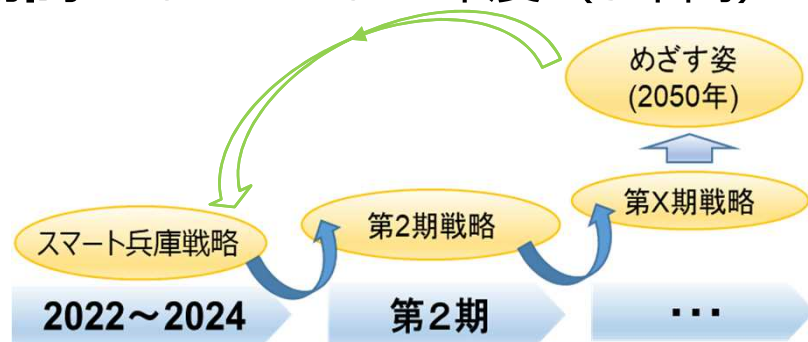 めざす姿
(2050年)
第X期戦略
第2期戦略
スマート兵庫戦略
2022～2024
第２期
・・・